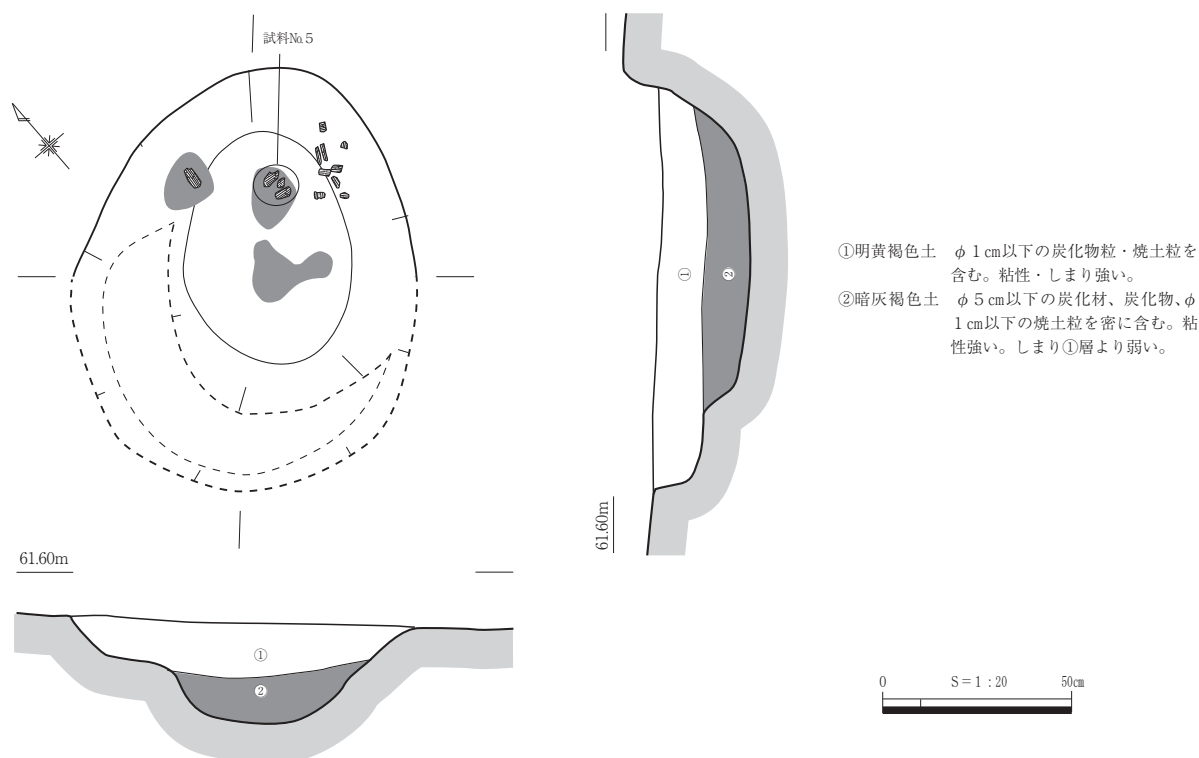 試料№5
①明黄褐色土　φ１㎝以下の炭化物粒・焼土粒を
含む。粘性・しまり強い。
②暗灰褐色土　φ５㎝以下の炭化材、炭化物、φ
１㎝以下の焼土粒を密に含む。粘
性強い。しまり①層より弱い。
①
②
61.60m
61.60m
①
②
0　S＝1：20　50㎝